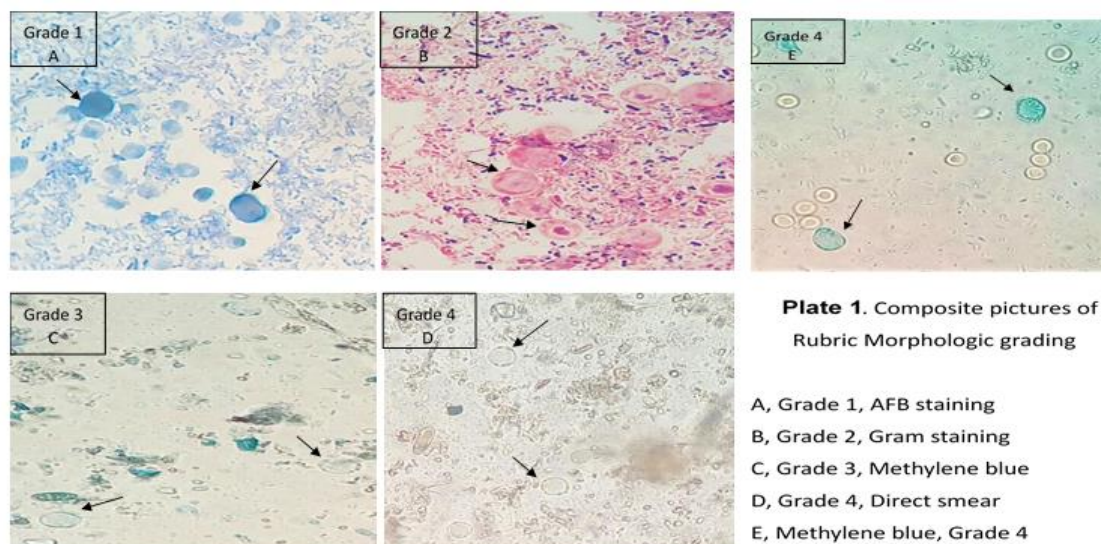 Grade 1
A
Grade 2
B
Grade 4
E
Grade 3
C
Grade 4
D
Plate 1. Composite pictures of
Rubric Morphologic grading
A, Grade 1, AFB staining
B, Grade 2, Gram staining
C, Grade 3, Methylene blue
D, Grade 4, Direct smear
E, Methylene blue, Grade 4